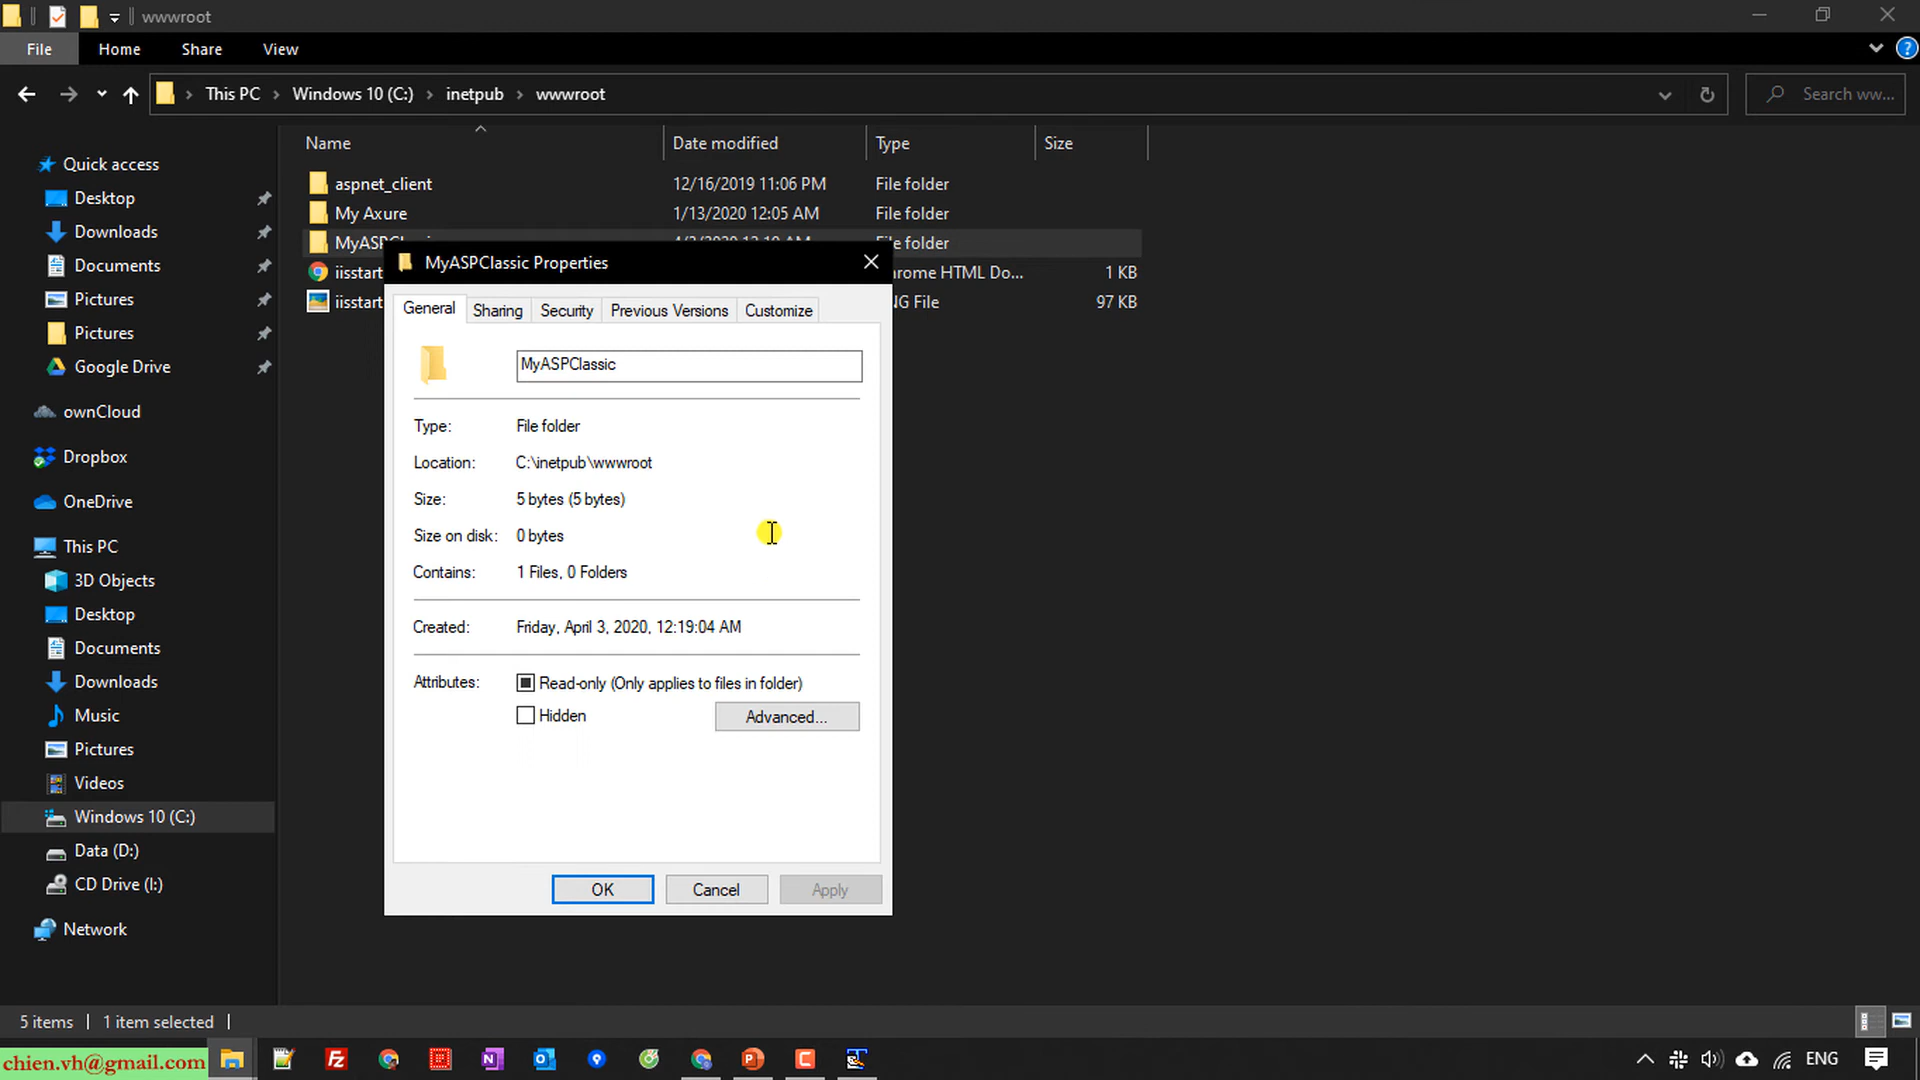 wwwroot
File Home Share View
This PC Windows 10 (C:) inetpub wwwroot
Search ww...
Name Date modified Type Size
aspnet_client 12/16/2019 11:06 PM File folder
My Axure 1/13/2020 12:05 AM File folder
File folder
iisstart Chrome HTML Do... 1 KB
iisstart PNG File 97 KB
Quick access
Desktop
Downloads
Documents
Pictures
Pictures
Google Drive
ownCloud
Dropbox
OneDrive
This PC
3D Objects
Desktop
Documents
Downloads
Music
Pictures
Videos
Windows 10 (C:)
Data (D:)
CD Drive (I:)
Network
MyASPClassic Properties
General Sharing Security Previous Versions Customize
MyASPClassic
Type: File folder
Location: C:\inetpub\wwwroot
Size: 5 bytes (5 bytes)
Size on disk: 0 bytes
Contains: 1 Files, 0 Folders
Created: Friday, April 3, 2020, 12:19:04 AM
Attributes: Read-only (Only applies to files in folder)
Hidden Advanced...
OK Cancel Apply
5 items 1 item selected
chien.vh@gmail.com
ENG